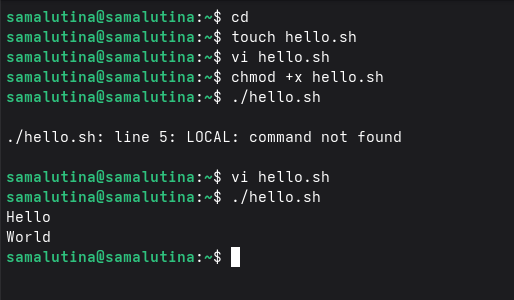 samalutina@samalutina:~$ cd
samalutina@samalutina:~$ touch hello.sh
samalutina@samalutina:~$ vi hello.sh
samalutina@samalutina:~$ chmod +x hello.sh
samalutina@samalutina:~$ ./hello.sh
./hello.sh: line 5: LOCAL: command not found
samalutina@samalutina:~$ vi hello.sh
samalutina@samalutina:~$ ./hello.sh
Hello
World
samalutina@samalutina:~$